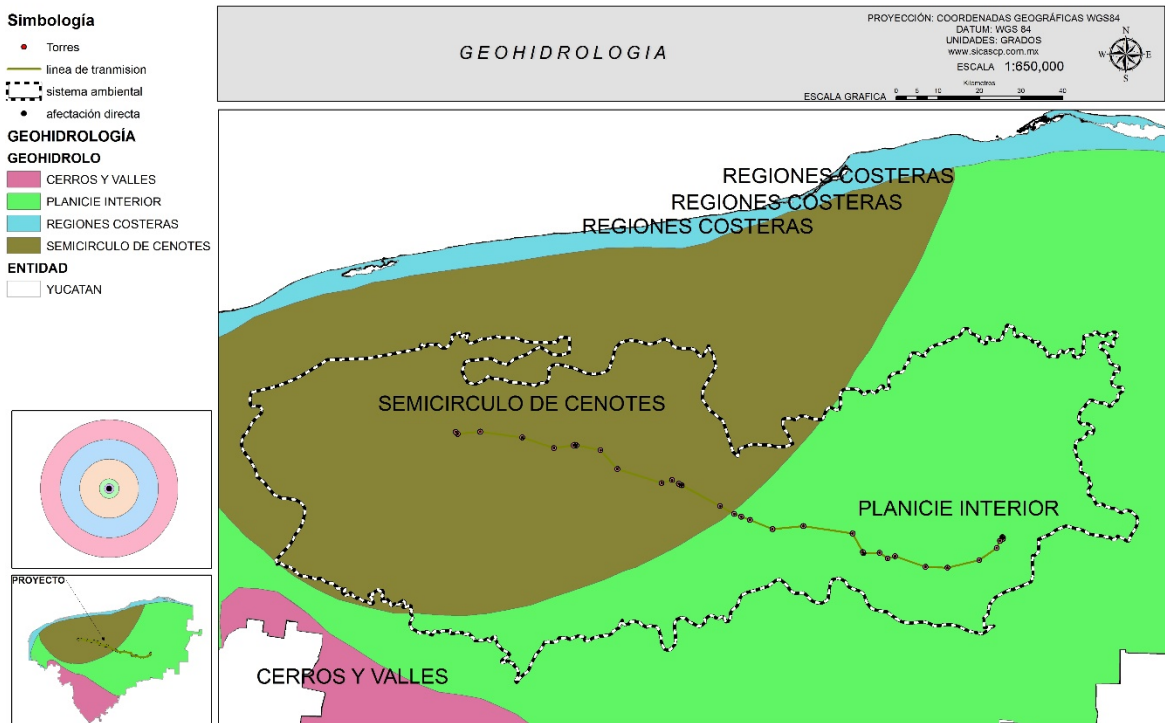 Simbología
Torres
linea de tranmision
sistema ambiental
afectación directa
GEOHIDROLOGÍA
GEOHIDROLO
CERROS Y VALLES
PLANICIE INTERIOR
REGIONES COSTERAS
SEMICIRCULO DE CENOTES
ENTIDAD
YUCATAN
GEOHIDROLOGIA
PROYECCIÓN: COORDENADAS GEOGRÁFICAS WGS84
DATUM: WGS 84
UNIDADES: GRADOS
www.sicascp.com.mx
ESCALA 1:650,000
Kilometros
ESCALA GRAFICA 0 5 10 20 30 40
N
W E
S
REGIONES COSTERAS
REGIONES COSTERAS
REGIONES COSTERAS
SEMICIRCULO DE CENOTES
PLANICIE INTERIOR
CERROS Y VALLES
PROYECTO